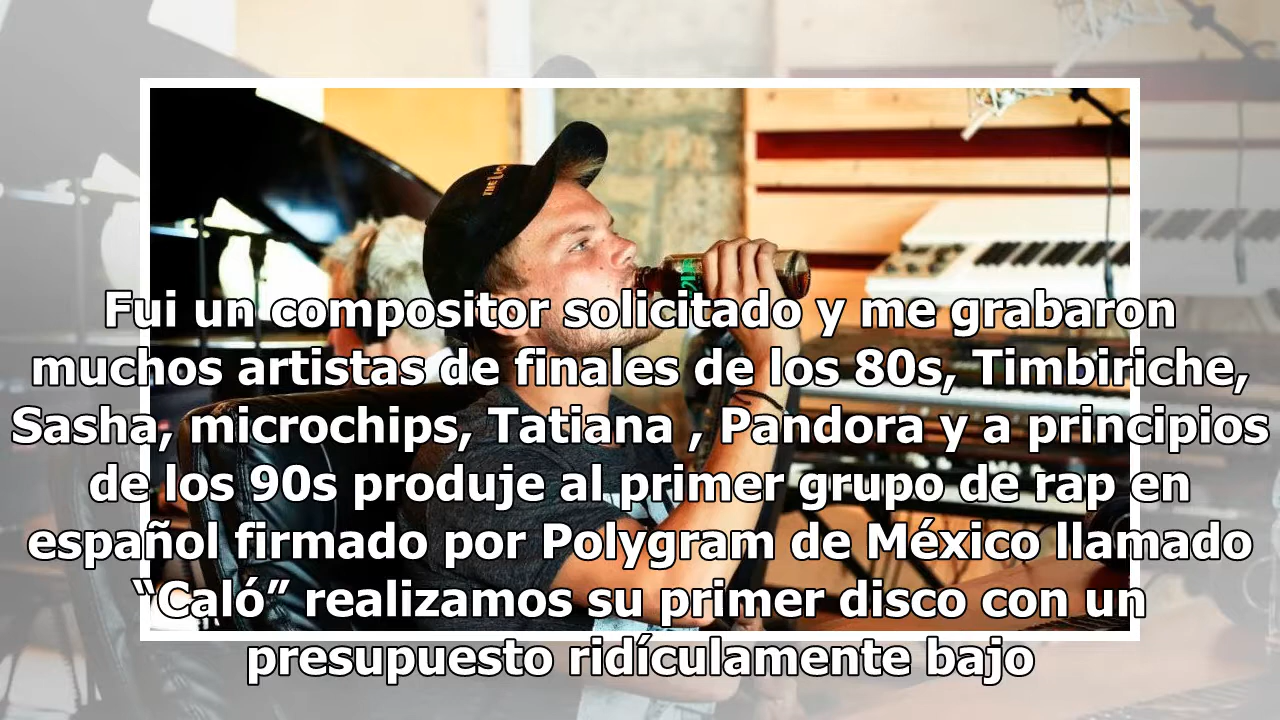 Fui un compositor solicitado y me grabaron
muchos artistas de finales de los 80s, Timbiriche,
Sasha, microchips, Tatiana , Pandora y a principios
de los 90s produje al primer grupo de rap en
español firmado por Polygram de México llamado
“Caló” realizamos su primer disco con un
presupuesto ridículamente bajo